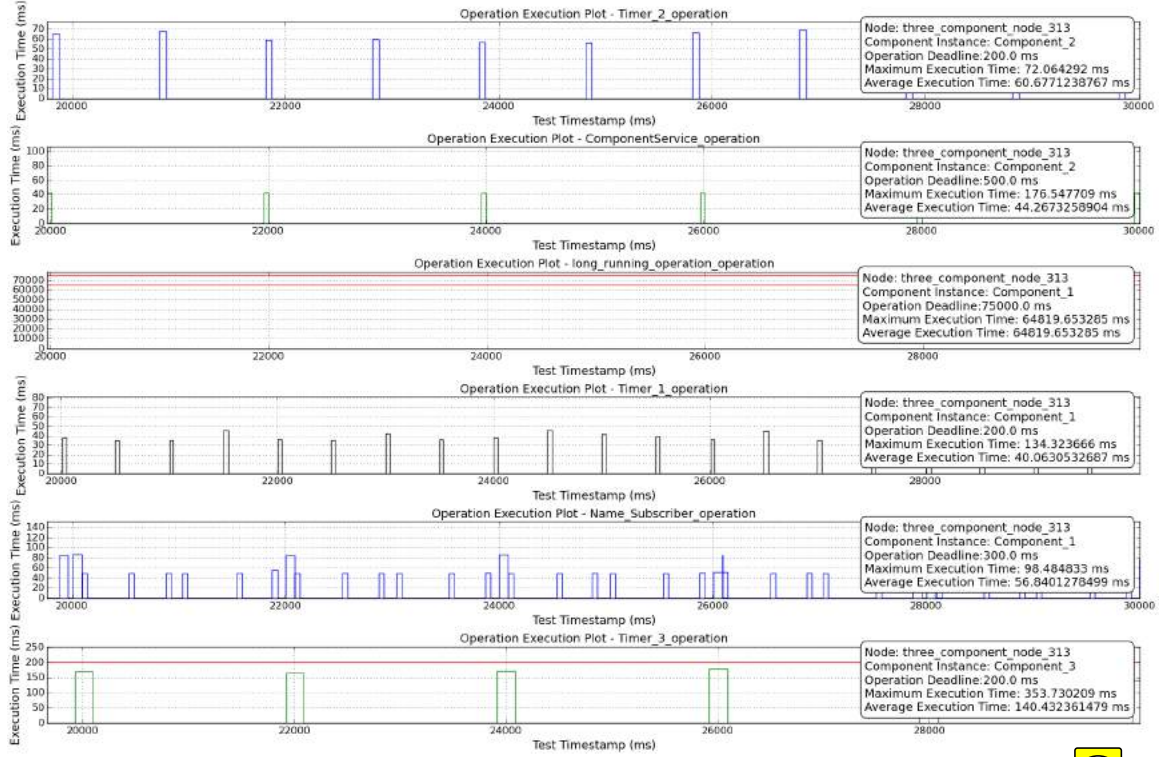 Operation Execution Plot - Timer_2_operation
Execution Time (ms)
70
60
50
40
30
20
10
0
20000 22000 24000 26000 28000 30000
Test Timestamp (ms)
Node: three_component_node_313
Component Instance: Component_2
Operation Deadline:200.0 ms
Maximum Execution Time: 72.064292 ms
Average Execution Time: 60.6771238767 ms
Operation Execution Plot - ComponentService_operation
Execution Time (ms)
100
80
60
40
20
0
20000 22000 24000 26000 28000 30000
Test Timestamp (ms)
Node: three_component_node_313
Component Instance: Component_2
Operation Deadline:500.0 ms
Maximum Execution Time: 176.547709 ms
Average Execution Time: 44.2673258904 ms
Operation Execution Plot - long_running_operation_operation
Execution Time (ms)
70000
60000
50000
40000
30000
20000
10000
0
20000 22000 24000 26000 28000
Test Timestamp (ms)
Node: three_component_node_313
Component Instance: Component_1
Operation Deadline:75000.0 ms
Maximum Execution Time: 64819.653285 ms
Average Execution Time: 64819.653285 ms
Operation Execution Plot - Timer_1_operation
Execution Time (ms)
80
70
60
50
40
30
20
10
0
20000 22000 24000 26000 28000
Test Timestamp (ms)
Node: three_component_node_313
Component Instance: Component_1
Operation Deadline:200.0 ms
Maximum Execution Time: 134.323666 ms
Average Execution Time: 40.0630532687 ms
Operation Execution Plot - Name_Subscriber_operation
Execution Time (ms)
140
120
100
80
60
40
20
0
20000 22000 24000 26000 28000 30000
Test Timestamp (ms)
Node: three_component_node_313
Component Instance: Component_1
Operation Deadline:300.0 ms
Maximum Execution Time: 98.484833 ms
Average Execution Time: 56.8401278499 ms
Operation Execution Plot - Timer_3_operation
Execution Time (ms)
250
200
150
100
50
0
20000 22000 24000 26000 28000
Test Timestamp (ms)
Node: three_component_node_313
Component Instance: Component_3
Operation Deadline:200.0 ms
Maximum Execution Time: 353.730209 ms
Average Execution Time: 140.432361479 ms